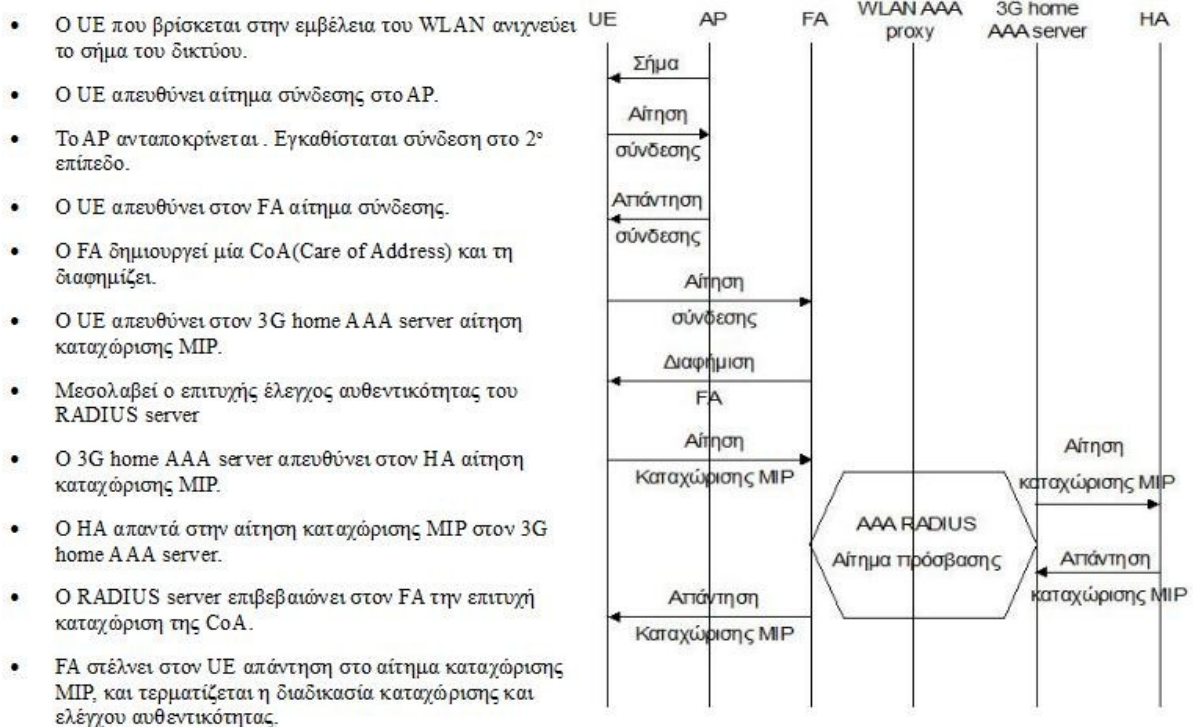 • Ο UE που βρίσκεται στην εμβέλεια του WLAN ανιχνεύει
το σήμα του δικτύου.
• Ο UE απευθύνει αίτημα σύνδεσης στο AP.
• Το AP ανταποκρίνεται . Εγκαθίσταται σύνδεση στο 2ο
επίπεδο.
• Ο UE απευθύνει στον FA αίτημα σύνδεσης.
• Ο FA δημιουργεί μία CoA(Care of Address) και τη
διαφημίζει.
• Ο UE απευθύνει στον 3G home AAA server αίτηση
καταχώρισης MIP.
• Μεσολαβεί ο επιτυχής έλεγχος αυθεντικότητας του
RADIUS server
• Ο 3G home AAA server απευθύνει στον HA αίτηση
καταχώρισης MIP.
• Ο HA απαντά στην αίτηση καταχώρισης MIP στον 3G
home AAA server.
• Ο RADIUS server επιβεβαιώνει στον FA την επιτυχή
καταχώριση της CoA.
• FA στέλνει στον UE απάντηση στο αίτημα καταχώρισης
MIP, και τερματίζεται η διαδικασία καταχώρισης και
ελέγχου αυθεντικότητας.
UE
AP
FA
WLAN AAA
proxy
3G home
AAA server
HA
Σήμα
Αίτηση
σύνδεσης
Απάντηση
σύνδεσης
Αίτηση
σύνδεσης
Διαφήμιση
FA
Αίτηση
Καταχώρισης MIP
Αίτηση
καταχώρισης MIP
AAA RADIUS
Αίτημα πρόσβασης
Απάντηση
καταχώρισης MIP
Απάντηση
Καταχώρισης MIP